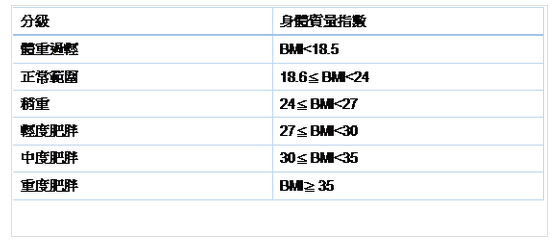 分級 身體質量指數
體重過輕 BMI<18.5
正常範圍 18.6≦BMI<24
稍重 24≦BMI<27
輕度肥胖 27≦BMI<30
中度肥胖 30≦BMI<35
重度肥胖 BMI≧35